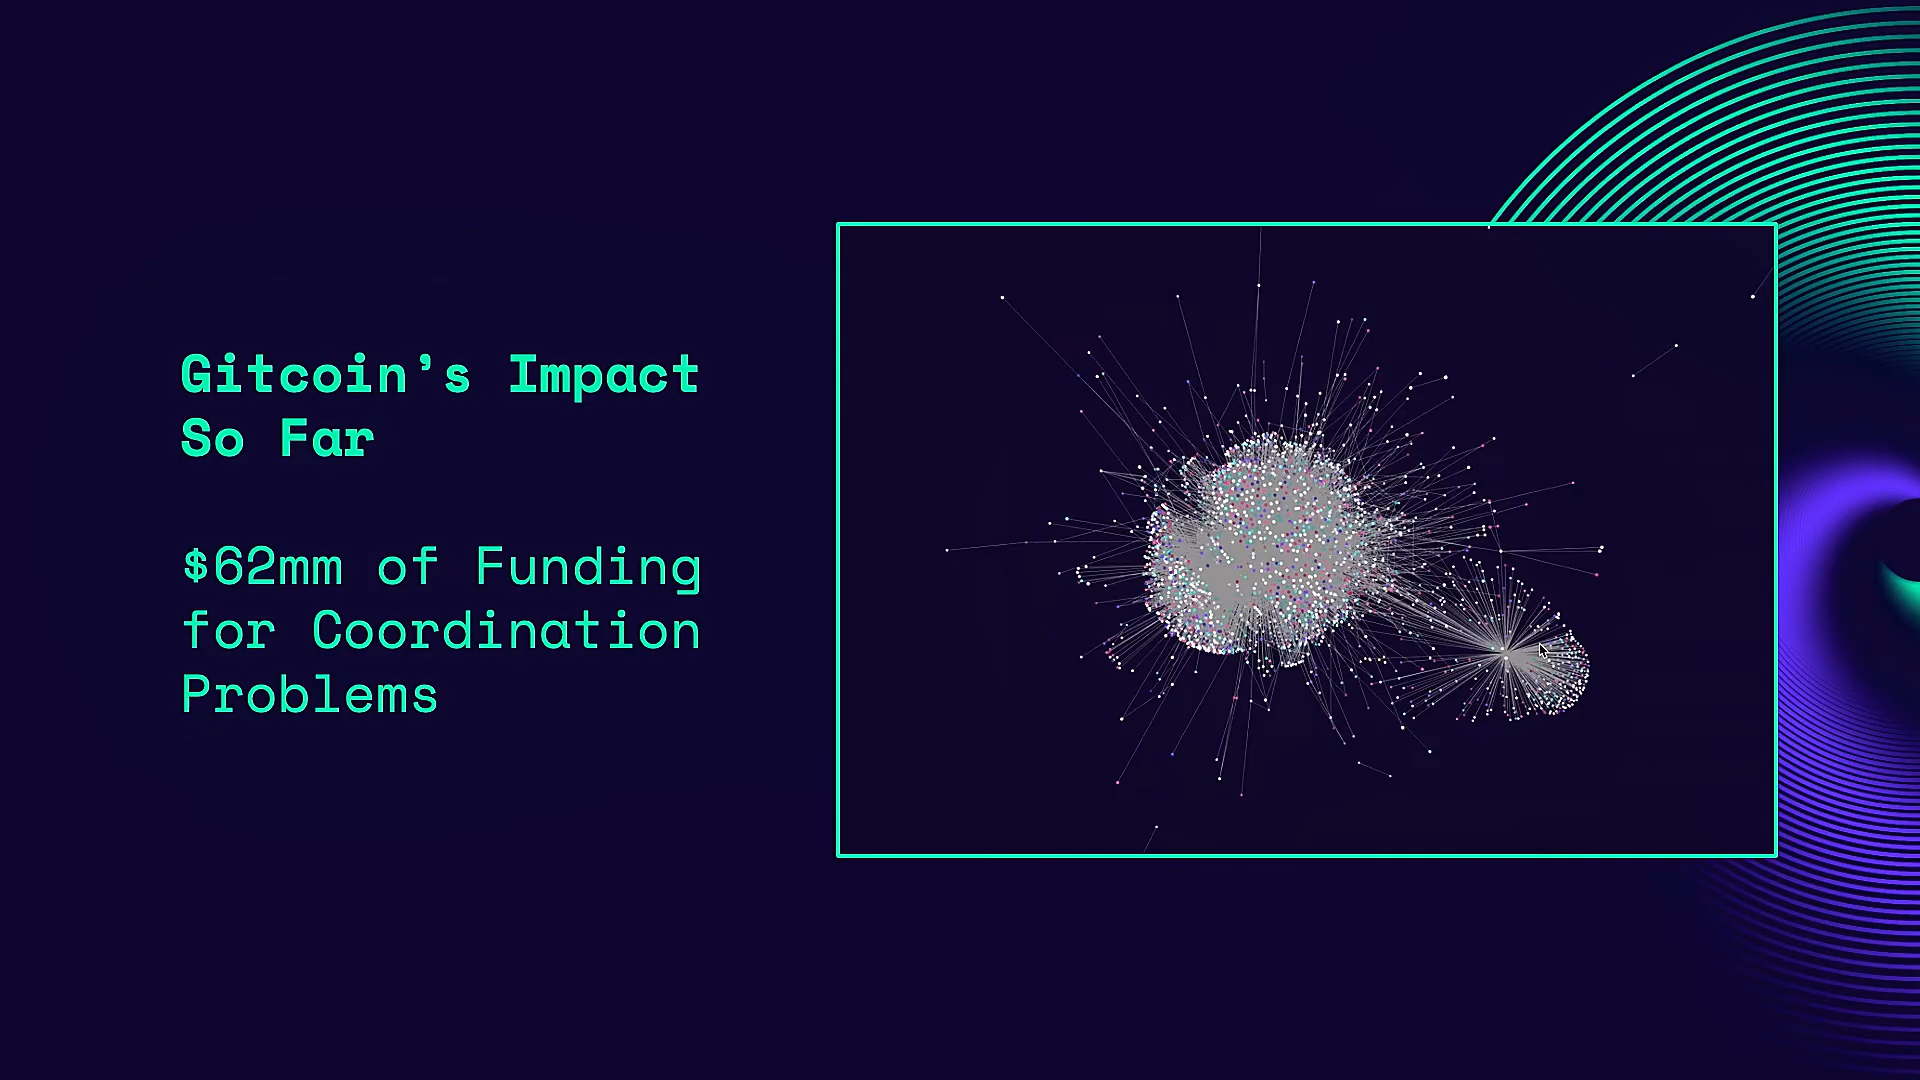 Gitcoin’s Impact
So Far
$62mm of Funding
for Coordination
Problems